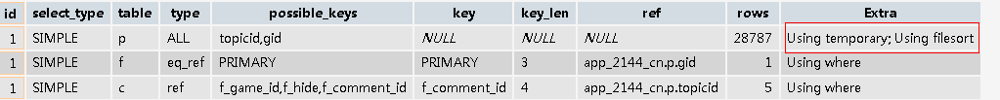 id select_type table type possible_keys key key_len ref rows Extra
1 SIMPLE p ALL topicid,gid NULL NULL NULL 28787 Using temporary; Using filesort
1 SIMPLE f eq_ref PRIMARY PRIMARY 3 app_2144_cn.p.gid 1 Using where
1 SIMPLE c ref f_game_id,f_hide,f_comment_id f_comment_id 4 app_2144_cn.p.topicid 5 Using where